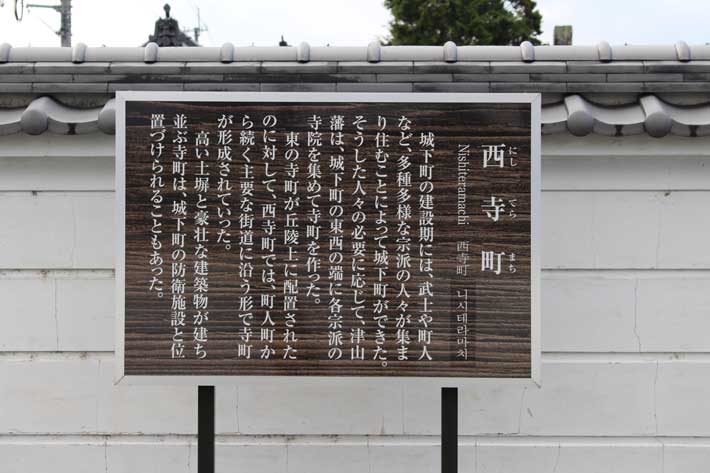 西寺町
にしてらまち
Nishiteramachi 西寺町 니시테라마치
城下町の建設期には、武士や町人
など、多種多様な宗派の人々が集ま
り住むことによって城下町ができた。
そうした人々の必要に応じて、津山
藩は、城下町の東西の端に各宗派の
寺院を集めて寺町を作った。
東の寺町が丘陵上に配置された
のに対して、西寺町では、町人町か
ら続く主要な街道に沿う形で寺町
が形成されていった。
高い土塀と豪壮な建築物が建ち
並ぶ寺町は、城下町の防衛施設と位
置づけられることもあった。